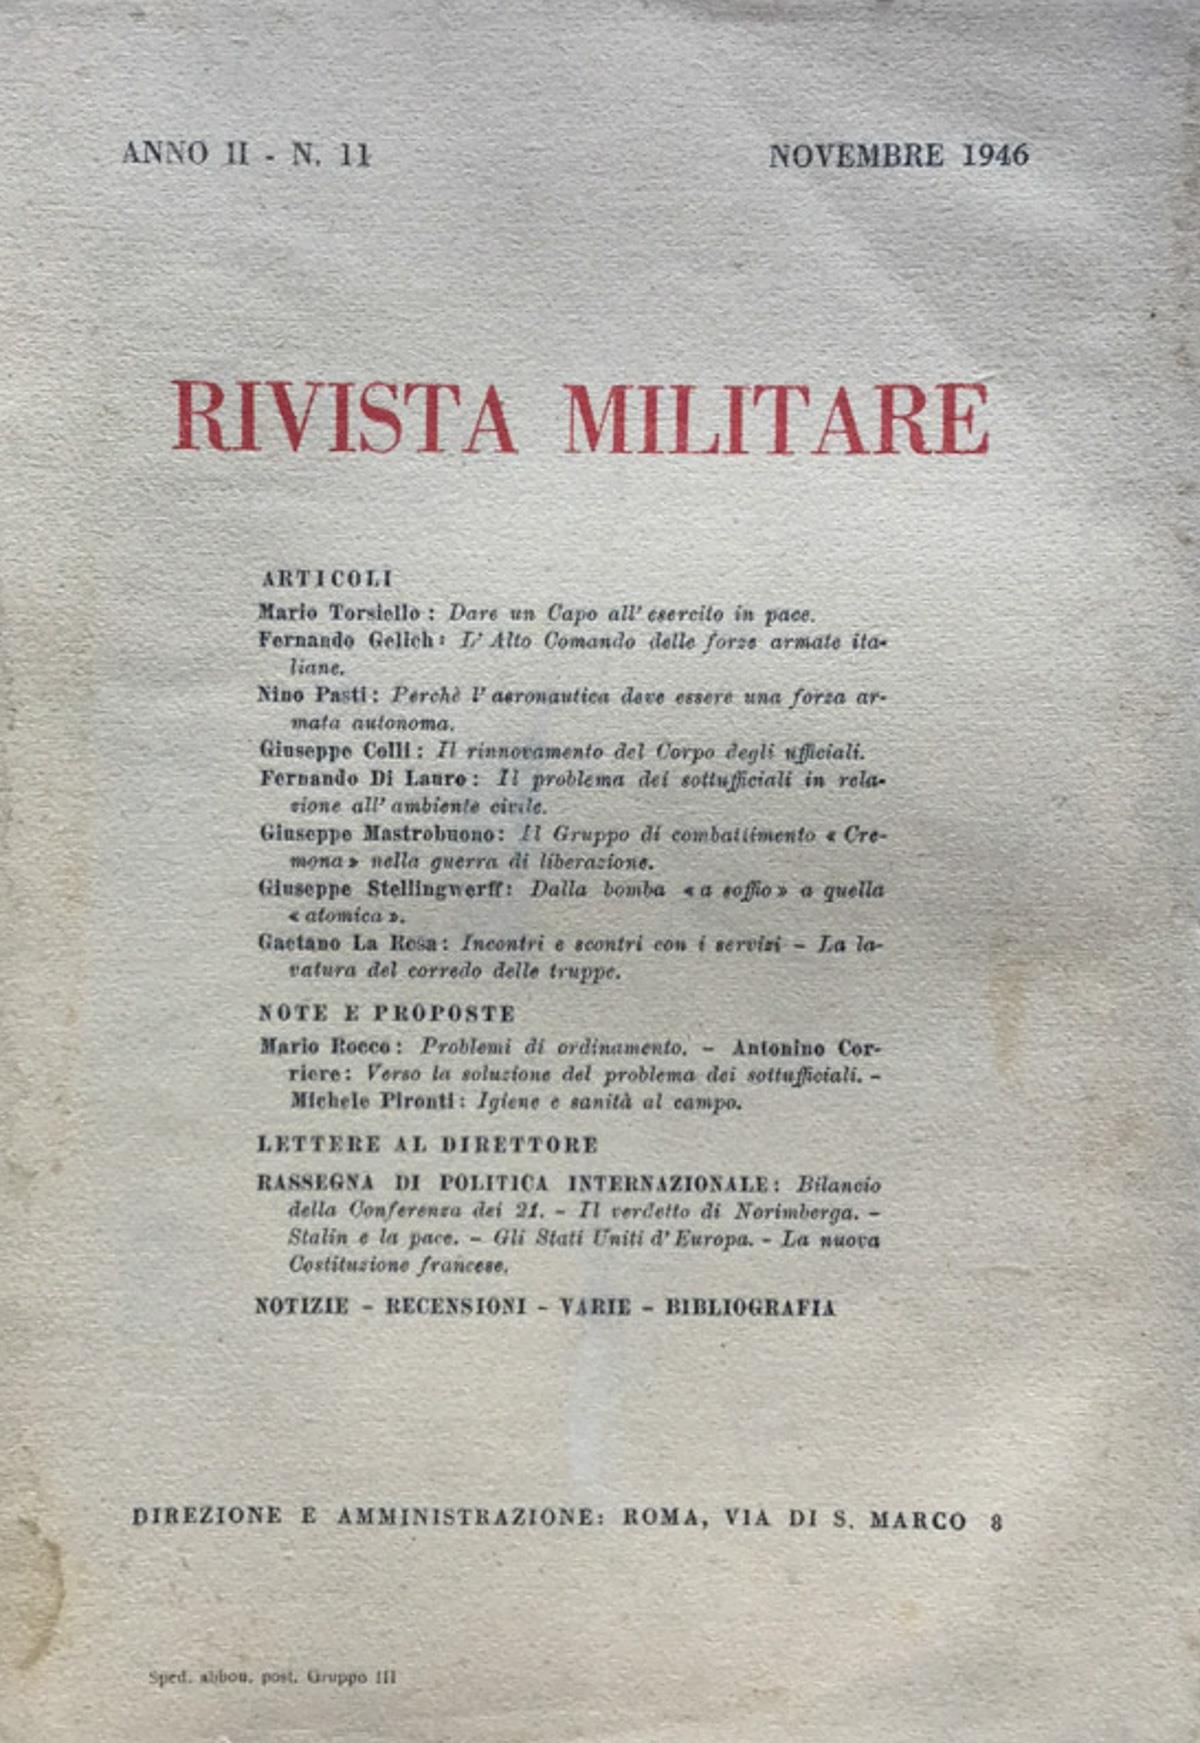 ANNO II - N. 11
NOVEMBRE 1946
RIVISTA MILITARE
ARTICOLI
Mario Torsiello: Dare un Capo all'esercito in pace.
Fernando Gelich: L'Alto Comando delle forze armate ita-
liane.
Nino Pasti: Perchè l'aeronautica deve essere una forza ar-
mata autonoma.
Giuseppe Colli: Il rinnovamento del Corpo degli ufficiali.
Fernando Di Lauro: Il problema dei sottufficiali in rela-
zione all'ambiente civile.
Giuseppe Mastrobuono: Il Gruppo di combattimento « Cre-
mona » nella guerra di liberazione.
Giuseppe Stellingwerff: Dalla bomba « a soffio » a quella
« atomica ».
Gaetano La Rosa: Incontri e scontri con i servizi - La la-
vatura del corredo delle truppe.
NOTE E PROPOSTE
Mario Rocco: Problemi di ordinamento. - Antonino Cor-
riere: Verso la soluzione del problema dei sottufficiali. -
Michele Pironti: Igiene e sanità al campo.
LETTERE AL DIRETTORE
RASSEGNA DI POLITICA INTERNAZIONALE: Bilancio
della Conferenza dei 21. - Il verdetto di Norimberga. -
Stalin e la pace. - Gli Stati Uniti d'Europa. - La nuova
Costituzione francese.
NOTIZIE - RECENSIONI - VARIE - BIBLIOGRAFIA
DIREZIONE E AMMINISTRAZIONE: ROMA, VIA DI S. MARCO 8
Sped. abbon. post. Gruppo III